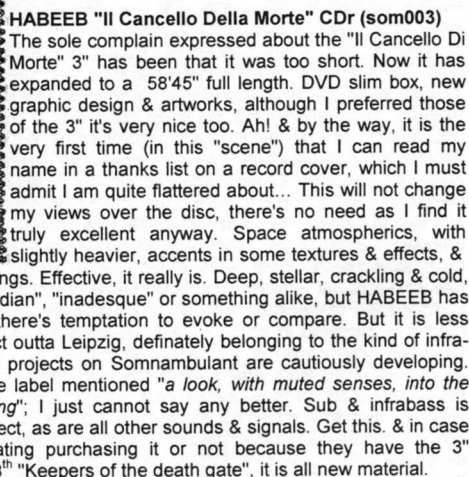 HABEEB "Il Cancello Della Morte" CDr (som003)
The sole complain expressed about the "Il Cancello Di
Morte" 3" has been that it was too short. Now it has
expanded to a 58'45" full length. DVD slim box, new
graphic design & artworks, although I preferred those
of the 3" it's very nice too. Ah! & by the way, it is the
very first time (in this "scene") that I can read my
name in a thanks list on a record cover, which I must
admit I am quite flattered about... This will not change
my views over the disc, there's no need as I find it
truly excellent anyway. Space atmospherics, with
slightly heavier, accents in some textures & effects, &
ngs. Effective, it really is. Deep, stellar, crackling & cold,
dian", "inadesque" or something alike, but HABEEB has
there's temptation to evoke or compare. But it is less
ct outta Leipzig, definately belonging to the kind of infra-
projects on Somnambulant are cautiously developing.
e label mentioned "a look, with muted senses, into the
ng"; I just cannot say any better. Sub & infrabass is
ect, as are all other sounds & signals. Get this. & in case
ating purchasing it or not because they have the 3"
th "Keepers of the death gate", it is all new material.